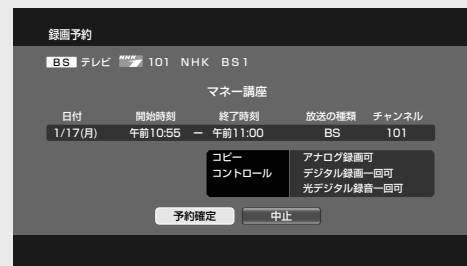 録画予約
BS テレビ NHK 101 NHK BS1
マネー講座
日付 開始時刻 終了時刻 放送の種類 チャンネル
1/17(月) 午前10:55 － 午前11:00 BS 101
コピー アナログ録画可
コントロール デジタル録画一回可
光デジタル録音一回可
予約確定 中止